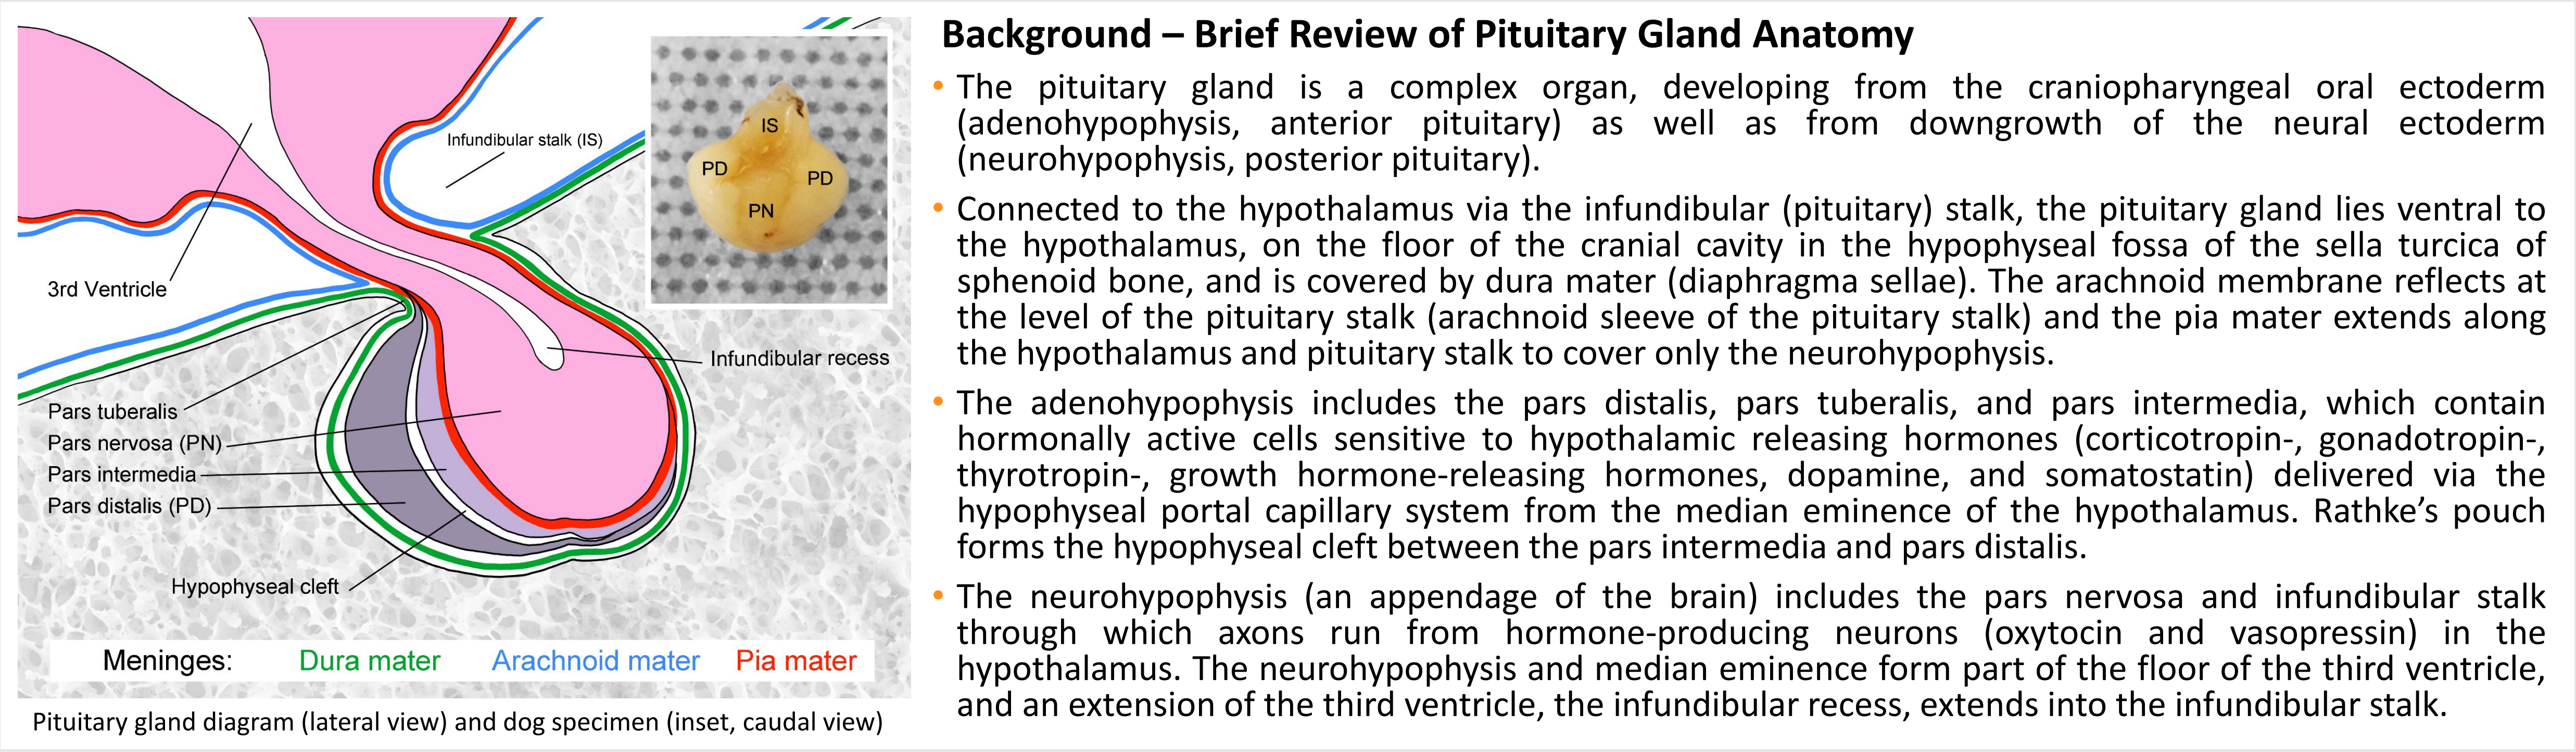 Infundibular stalk (IS)
IS
PD
PD
PN
3rd Ventricle
Infundibular recess
Pars tuberalis
Pars nervosa (PN)
Pars intermedia
Pars distalis (PD)
Hypophyseal cleft
Meninges: Dura mater Arachnoid mater Pia mater
Pituitary gland diagram (lateral view) and dog specimen (inset, caudal view)
Background – Brief Review of Pituitary Gland Anatomy
• The pituitary gland is a complex organ, developing from the craniopharyngeal oral ectoderm
(adenohypophysis, anterior pituitary) as well as from downgrowth of the neural ectoderm
(neurohypophysis, posterior pituitary).
• Connected to the hypothalamus via the infundibular (pituitary) stalk, the pituitary gland lies ventral to
the hypothalamus, on the floor of the cranial cavity in the hypophyseal fossa of the sella turcica of
sphenoid bone, and is covered by dura mater (diaphragma sellae). The arachnoid membrane reflects at
the level of the pituitary stalk (arachnoid sleeve of the pituitary stalk) and the pia mater extends along
the hypothalamus and pituitary stalk to cover only the neurohypophysis.
• The adenohypophysis includes the pars distalis, pars tuberalis, and pars intermedia, which contain
hormonally active cells sensitive to hypothalamic releasing hormones (corticotropin-, gonadotropin-,
thyrotropin-, growth hormone-releasing hormones, dopamine, and somatostatin) delivered via the
hypophyseal portal capillary system from the median eminence of the hypothalamus. Rathke’s pouch
forms the hypophyseal cleft between the pars intermedia and pars distalis.
• The neurohypophysis (an appendage of the brain) includes the pars nervosa and infundibular stalk
through which axons run from hormone-producing neurons (oxytocin and vasopressin) in the
hypothalamus. The neurohypophysis and median eminence form part of the floor of the third ventricle,
and an extension of the third ventricle, the infundibular recess, extends into the infundibular stalk.